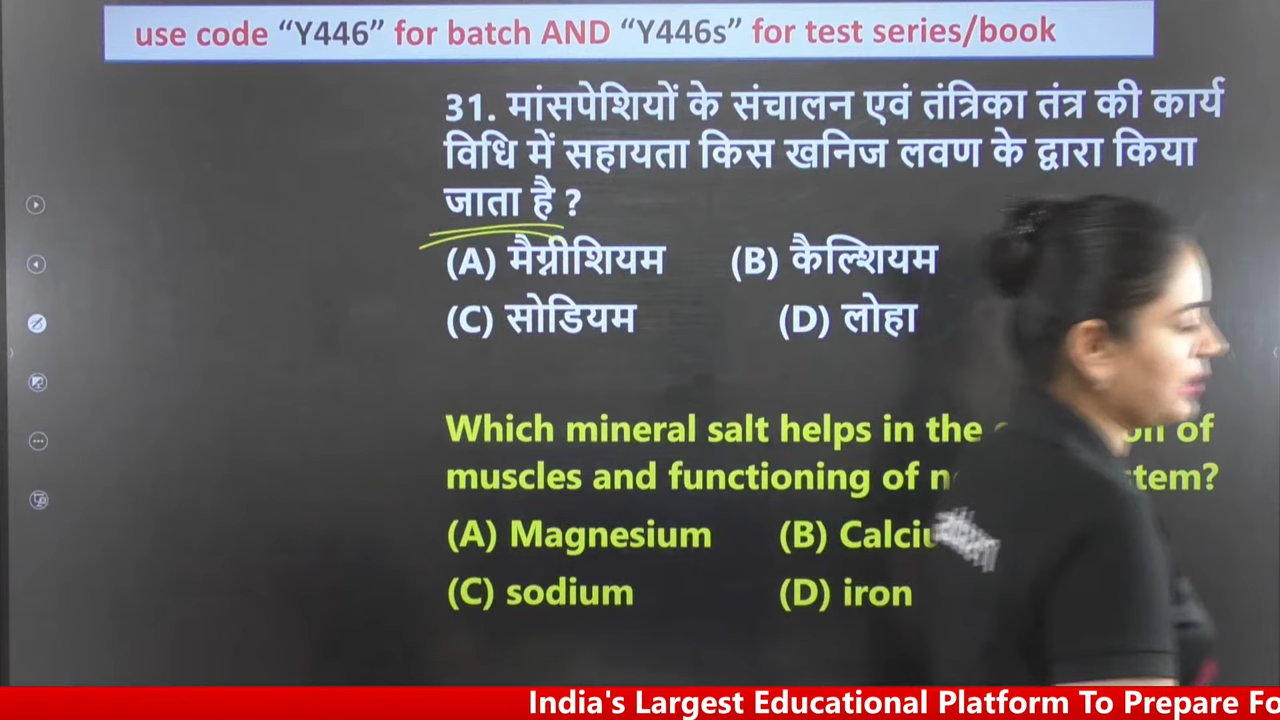 use code “Y446” for batch AND “Y446s” for test series/book
31. मांसपेशियों के संचालन एवं तंत्रिका तंत्र की कार्य
विधि में सहायता किस खनिज लवण के द्वारा किया
जाता है ?
(A) मैग्नीशियम (B) कैल्शियम
(C) सोडियम (D) लोहा
Which mineral salt helps in the of
muscles and functioning of
(A) Magnesium (B)
(C) sodium (D) iron
India's Largest Educational Platform To Prepare